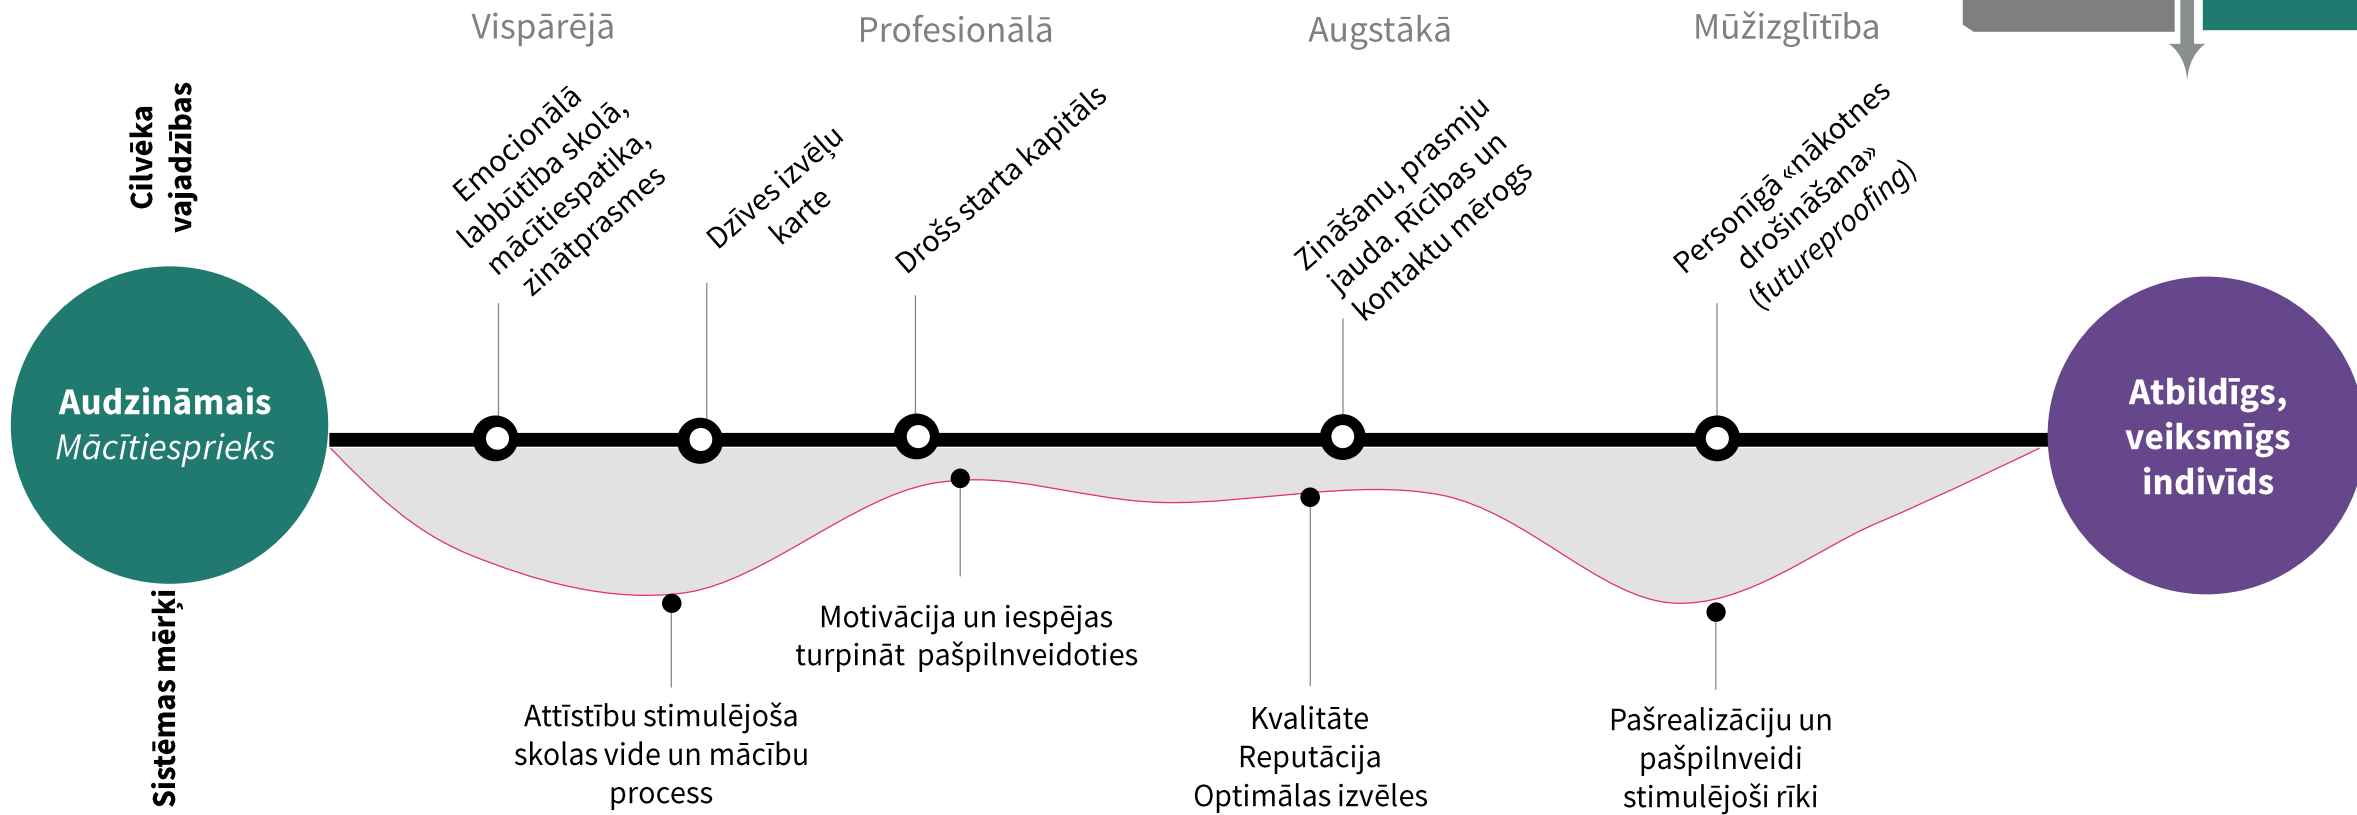 Vispārējā
Profesionālā
Augstākā
Mūžizglītība
Cilvēka
vajadzības
Emocionālā
labbūtība skolā,
mācītiespatika,
zinātprasmes
Dzīves izvēļu
karte
Drošs starta kapitāls
Zināšanu, prasmju
jauda. Rīcības un
kontaktu mērogs
Personīgā «nākotnes
drošināšana»
(futureproofing)
Audzināmais
Mācītiesprieks
Atbildīgs,
veiksmīgs
indivīds
Sistēmas mērķi
Attīstību stimulējoša
skolas vide un mācību
process
Motivācija un iespējas
turpināt  pašpilnveidoties
Kvalitāte
Reputācija
Optimālas izvēles
Pašrealizāciju un
pašpilnveidi
stimulējoši rīki